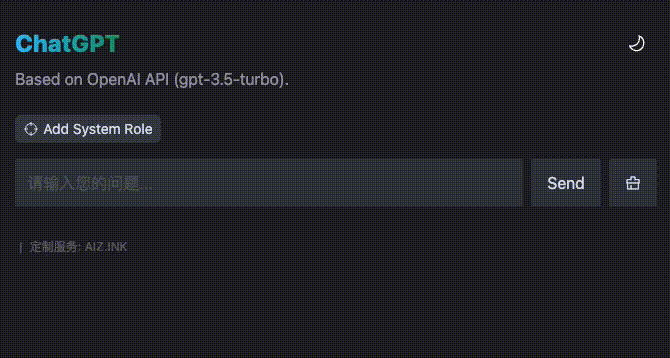 ChatGPT
Based on OpenAI API (gpt-3.5-turbo).
Add System Role
请输入您的问题...
Send
定制服务: AIZ.INK